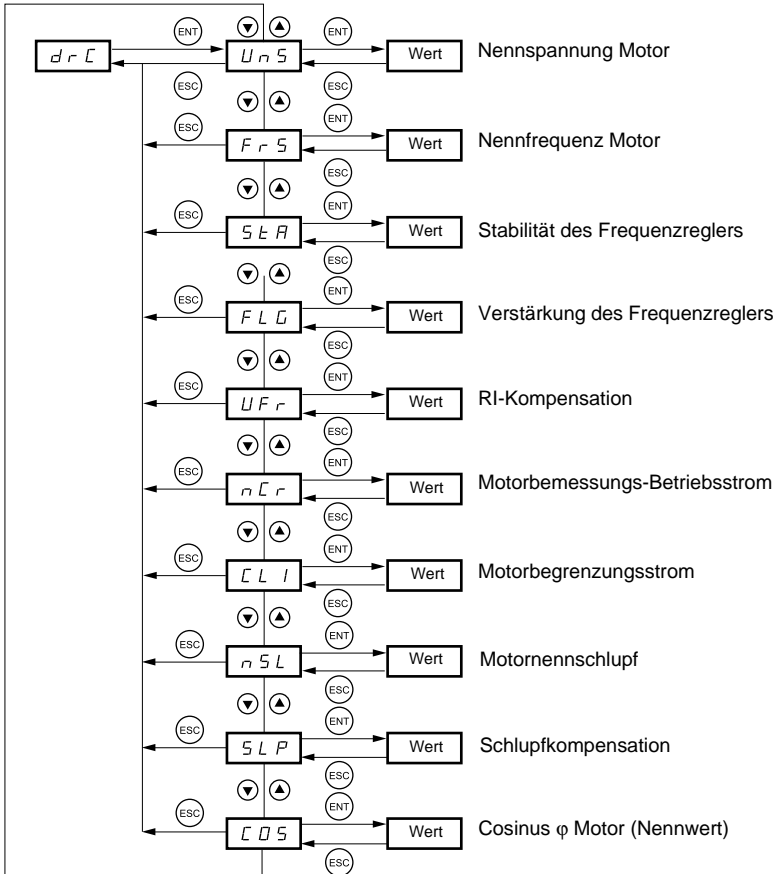 ENT ▼ ▲ ENT
drC UnS Wert Nennspannung Motor
ESC ESC
▼ ▲ ENT
ESC FrS Wert Nennfrequenz Motor
ESC
▼ ▲ ENT
ESC StA Wert Stabilität des Frequenzreglers
ESC
▼ ▲ ENT
ESC FLG Wert Verstärkung des Frequenzreglers
ESC
▼ ▲ ENT
ESC UFr Wert RI-Kompensation
ESC
▼ ▲ ENT
ESC nCr Wert Motorbemessungs-Betriebsstrom
ESC
▼ ▲ ENT
ESC CLI Wert Motorbegrenzungsstrom
ESC
▼ ▲ ENT
ESC nSL Wert Motornennschlupf
ESC
▼ ▲ ENT
ESC SLP Wert Schlupfkompensation
ESC
▼ ▲ ENT
ESC COS Wert Cosinus φ Motor (Nennwert)
ESC